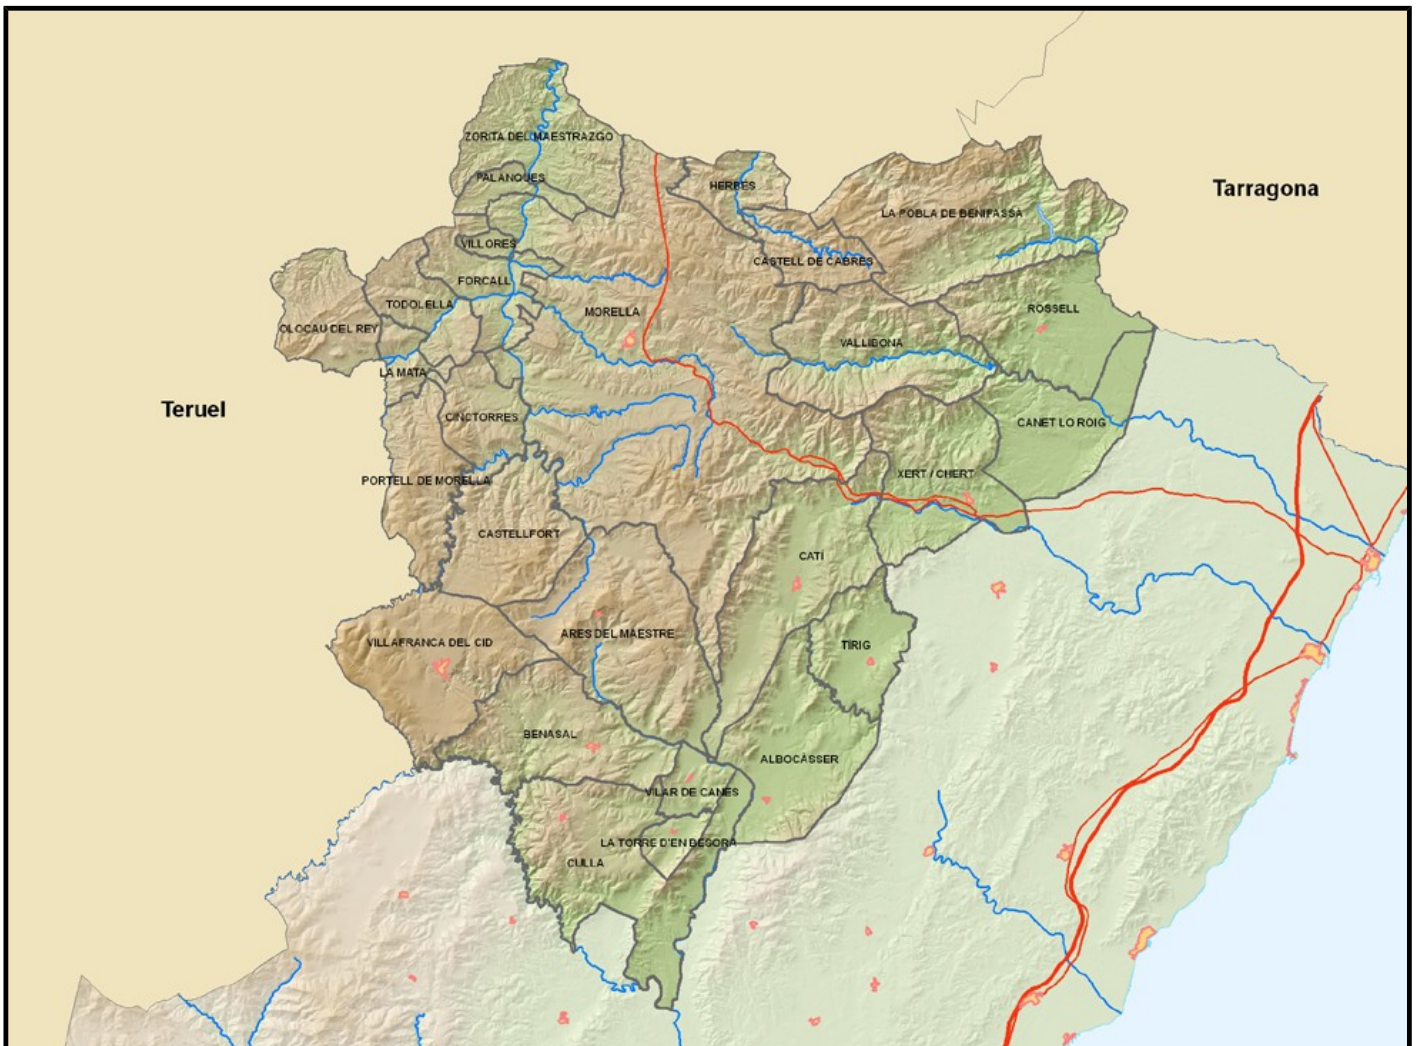 ZORITA DEL MAESTRAZGO
PALANQUES
HERBÉS
Tarragona
LA POBLA DE BENIFASSA
VILLORES
CASTELL DE CABRES
FORCALL
TODOLELLA
MORELLA
ROSSELL
OLOCAU DEL REY
VALLIBONA
LA MATA
Teruel
CINCTORRES
CANET LO ROIG
PORTELL DE MORELLA
XERT / CHERT
CASTELLFORT
CATÍ
ARES DEL MAESTRE
VILLAFRANCA DEL CID
TÍRIG
BENASAL
ALBOCÀSSER
VILAR DE CANES
LA TORRE D'EN BESORA
CULLA